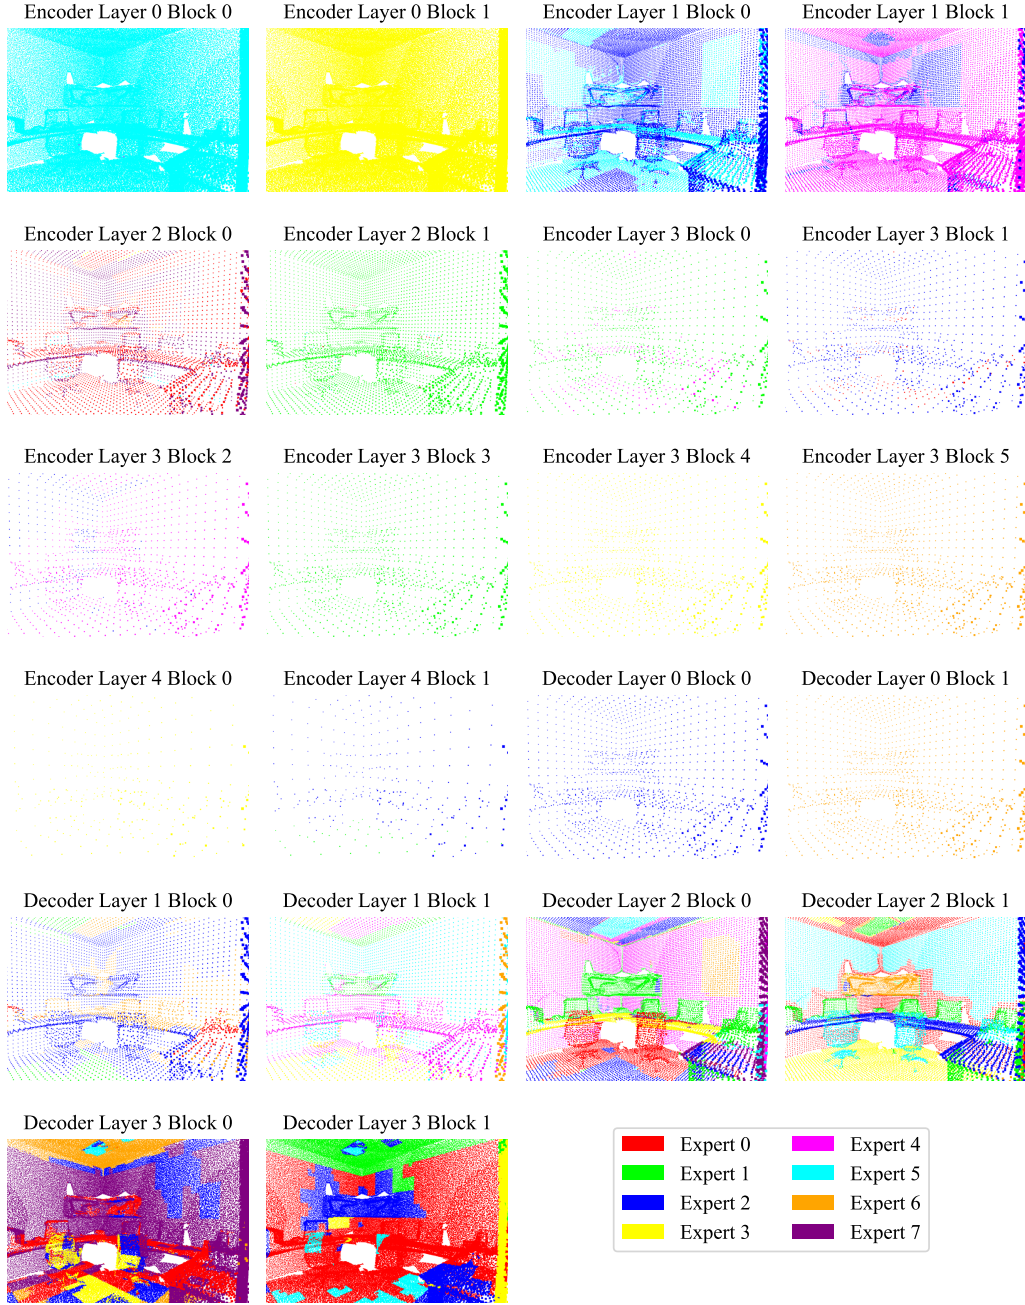 Encoder Layer 0 Block 0
Encoder Layer 0 Block 1
Encoder Layer 1 Block 0
Encoder Layer 1 Block 1
Encoder Layer 2 Block 0
Encoder Layer 2 Block 1
Encoder Layer 3 Block 0
Encoder Layer 3 Block 1
Encoder Layer 3 Block 2
Encoder Layer 3 Block 3
Encoder Layer 3 Block 4
Encoder Layer 3 Block 5
Encoder Layer 4 Block 0
Encoder Layer 4 Block 1
Decoder Layer 0 Block 0
Decoder Layer 0 Block 1
Decoder Layer 1 Block 0
Decoder Layer 1 Block 1
Decoder Layer 2 Block 0
Decoder Layer 2 Block 1
Decoder Layer 3 Block 0
Decoder Layer 3 Block 1
Expert 0
Expert 1
Expert 2
Expert 3
Expert 4
Expert 5
Expert 6
Expert 7